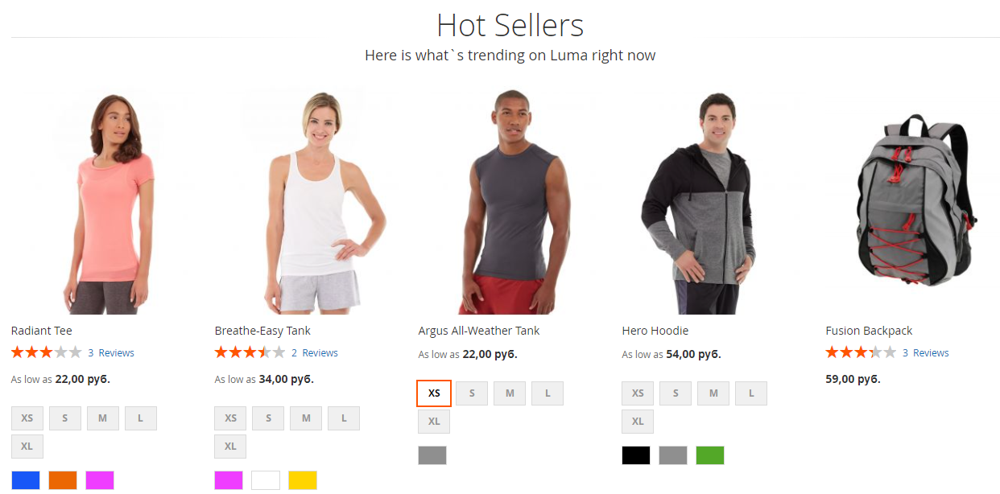 Hot Sellers
Here is what`s trending on Luma right now
Radiant Tee
3 Reviews
As low as 22,00 руб.
XS S M L
XL
Breathe-Easy Tank
2 Reviews
As low as 34,00 руб.
XS S M L
XL
Argus All-Weather Tank
As low as 22,00 руб.
XS S M L
XL
Hero Hoodie
As low as 54,00 руб.
XS S M L
XL
Fusion Backpack
3 Reviews
59,00 руб.